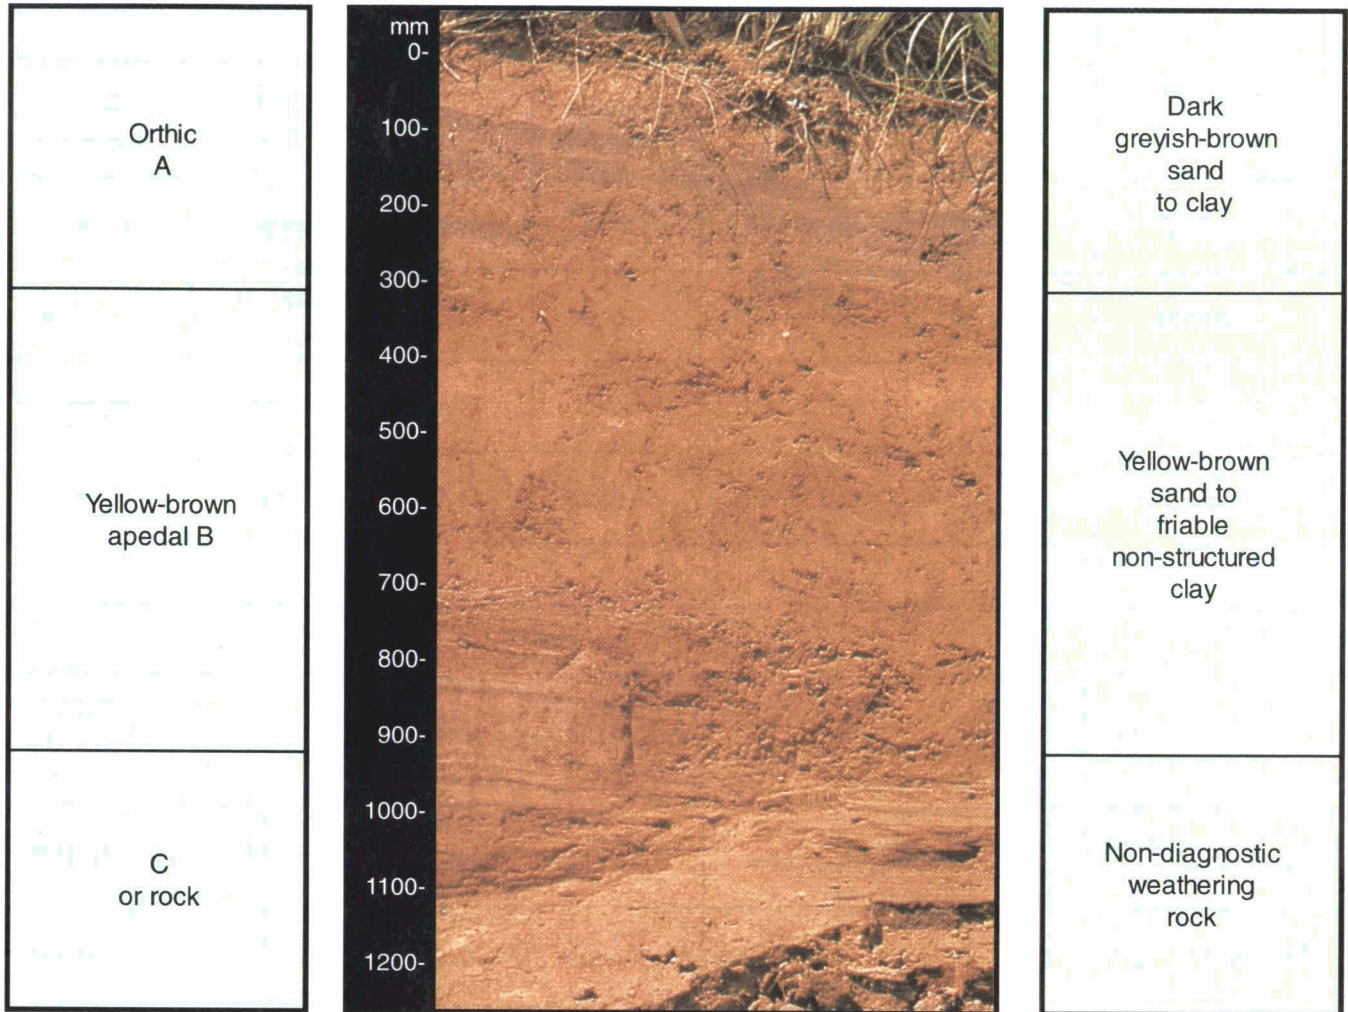 Orthic
A
Yellow-brown
apedal B
C
or rock
mm
0-
100-
200-
300-
400-
500-
600-
700-
800-
900-
1000-
1100-
1200-
Dark
greyish-brown
sand
to clay
Yellow-brown
sand to
friable
non-structured
clay
Non-diagnostic
weathering
rock